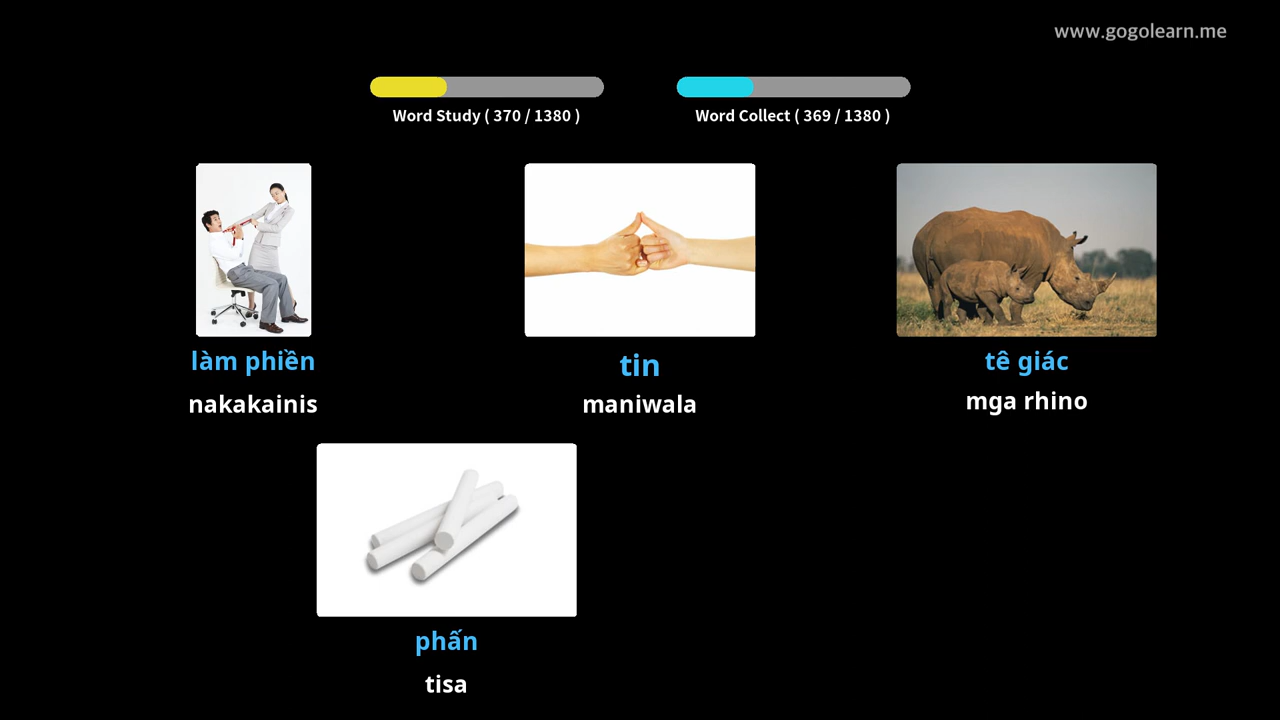 www.gogolearn.me
Word Study ( 370 / 1380 )
Word Collect ( 369 / 1380 )
làm phiền
nakakainis
tin
maniwala
tê giác
mga rhino
phấn
tisa